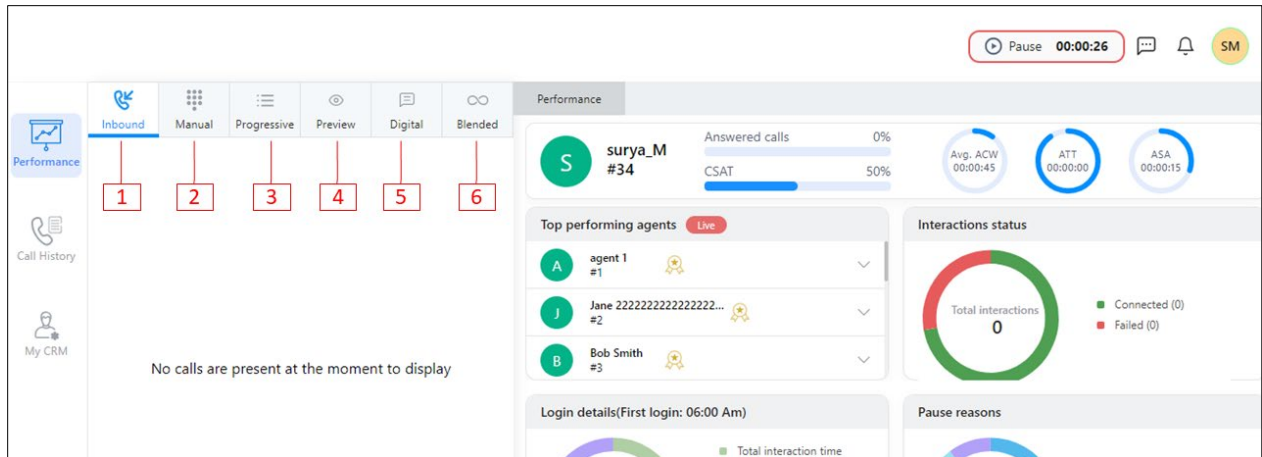 Pause 00:00:26
SM
Inbound Manual Progressive Preview Digital Blended
1 2 3 4 5 6
Performance
Call History
My CRM
No calls are present at the moment to display
Performance
S
surya_M
#34
Answered calls 0%
CSAT 50%
Avg. ACW
00:00:45
ATT
00:00:00
ASA
00:00:15
Top performing agents Live
A
agent 1
#1
J
Jane 2222222222222222...
#2
B
Bob Smith
#3
Interactions status
Total interactions
0
Connected (0)
Failed (0)
Login details(First login: 06:00 Am)
Total interaction time
Pause reasons